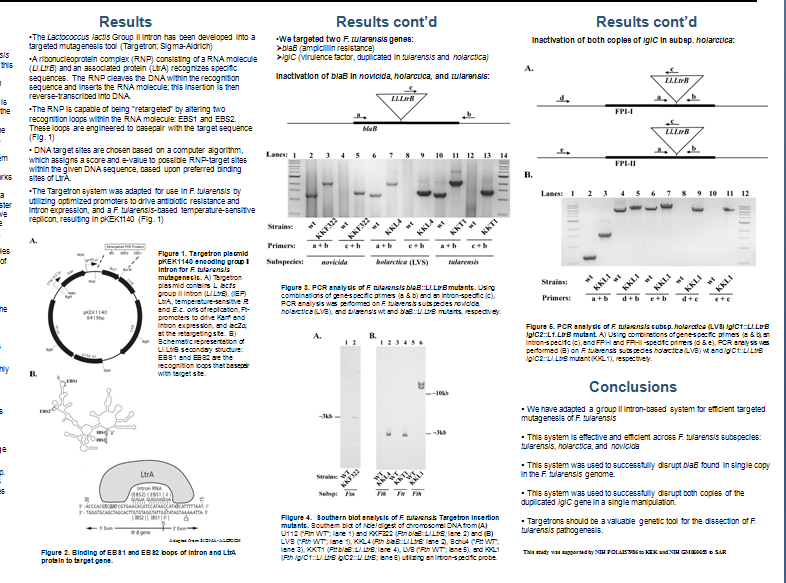 Results
•The Lactococcus lactis Group II intron has been developed into a
targeted mutagenesis tool (Targetron; Sigma-Aldrich)
•A ribonucleoprotein complex (RNP) consisting of a RNA molecule
(Ll.LtrB) and an associated protein (LtrA) recognizes specific
sequences. The RNP cleaves the DNA within the recognition
sequence and inserts the RNA molecule; this insertion is then
reverse-transcribed into DNA.
•The RNP is capable of being "retargeted" by altering two
recognition loops within the RNA molecule: EBS1 and EBS2.
These loops are engineered to basepair with the target sequence
(Fig. 1)
• DNA target sites are chosen based on a computer algorithm,
which assigns a score and e-value to possible RNP-target sites
within the given DNA sequence, based upon preferred binding
sites of LtrA.
•The Targetron system was adapted for use in F. tularensis by
utilizing optimized promoters to drive antibiotic resistance and
intron expression, and a F. tularensis-based temperature-sensitive
replicon, resulting in pKEK1140 (Fig. 1)
A.
pKEK1140
Figure 1. Targetron plasmid
pKEK1140 encoding group II
intron for F. tularensis
mutagenesis. A) Targetron
plasmid contains L. lactis
group II intron (Ll.LtrB), (IEP)
LtrA, temperature-sensitive Ft
and E.c. oris of replication, Ft-
promoters to drive Kanr and
intron expression, and lacZα
at the retargeting site. B)
Schematic representation of
Ll.LtrB secondary structure;
EBS1 and EBS2 are the
recognition loops that basepair
with target site.
B.
EBS1
EBS2
LtrA
Intron RNA
5' Exon
3' Exon
Adapted from SIGMA-ALDRICH
Figure 2. Binding of EBS1 and EBS2 loops of intron and LtrA
protein to target gene.
Results cont'd
•We targeted two F. tularensis genes:
➢blaB (ampicillin resistance)
➢iglC (virulence factor, duplicated in tularensis and holarctica)
Inactivation of blaB in novicida, holarctica, and tularensis:
c
Ll.LtrB
a
b
blaB
Lanes: 1 2 3 4 5 6 7 8 9 10 11 12 13 14
Strains: wt KKF322 wt KKF322 wt KKL4 wt KKL4 wt KKT1 wt KKT1
Primers: a + b c + b a + b c + b a + b c + b
Subspecies: novicida holarctica (LVS) tularensis
Figure 3. PCR analysis of F. tularensis blaB::Ll.LtrB mutants. Using
combinations of gene-specific primers (a & b) and an intron-specific (c),
PCR analysis was performed on F. tularensis subspecies novicida,
holarctica (LVS), and tularensis wt and blaB::Ll.LtrB mutants, respectively.
A.
B.
1 2
1 2 3 4 5 6
~10kb
~3kb
~3kb
Strains: WT KKF322 WT KKL4 KKT1 WT KKL1
Subsp: Ftn Fth Ftt Fth
Figure 4. Southern blot analysis of F. tularensis Targetron insertion
mutants. Southern blot of NdeI digest of chromosomal DNA from (A)
U112 (Ftn WT"; lane 1) and KKF322 (Ftn blaB::Ll.LtrB; lane 2) and (B)
LVS ("Fth WT"; lane 1), KKL4 (Fth blaB::Ll.LtrB; lane 2), Schu4 ("Ftt WT";
lane 3), KKT1 (Ftt blaB::Ll.LtrB; lane 4), LVS ("Fth WT"; lane 5), and KKL1
(Fth iglC1::Ll.LtrB iglC2::Ll.LtrB; lane 6) utilizing an intron-specific probe.
Results cont'd
Inactivation of both copies of iglC in subsp. holarctica:
A.
c
Ll.LtrB
d
a
b
FPI-I
c
Ll.LtrB
e
a
b
FPI-II
B.
Lanes: 1 2 3 4 5 6 7 8 9 10 11 12
Strains: wt KKL1 wt KKL1 wt KKL1 wt KKL1 wt KKL1
Primers: a + b d + b e + b d + c e + c
Figure 5. PCR analysis of F. tularensis subsp. holarctica (LVS) iglC1::Ll.LtrB
iglC2::Ll.LtrB mutant. A) Using combinations of gene-specific primers (a & b), an
intron-specific (c), and FPI-I and FPI-II -specific primers (d & e), PCR analysis was
performed (B) on F. tularensis subspecies holarctica (LVS) wt and iglC1::Ll.LtrB
iglC2::Ll.LtrB mutant (KKL1), respectively.
Conclusions
• We have adapted a group II intron-based system for efficient targeted
mutagenesis of F. tularensis
• This system is effective and efficient across F. tularensis subspecies:
tularensis, holarctica, and novicida
• This system was used to successfully disrupt blaB found in single copy
in the F. tularensis genome.
• This system was used to successfully disrupt both copies of the
duplicated iglC gene in a single manipulation.
• Targetrons should be a valuable genetic tool for the dissection of F.
tularensis pathogenesis.
This study was supported by NIH PO1AI57986 to KEK and NIH GM060655 to SAR